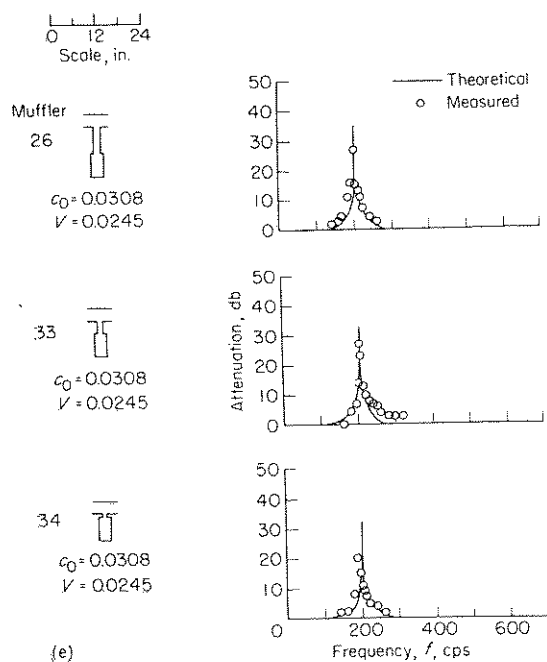 0 12 24
Scale, in.
Muffler
26
c₀ = 0.0308
V = 0.0245
50
40
30
20
10
0
Theoretical
Measured
33
c₀ = 0.0308
V = 0.0245
Attenuation, db
50
40
30
20
10
0
34
c₀ = 0.0308
V = 0.0245
50
40
30
20
10
0
0 200 400 600
Frequency, f, cps
(e)